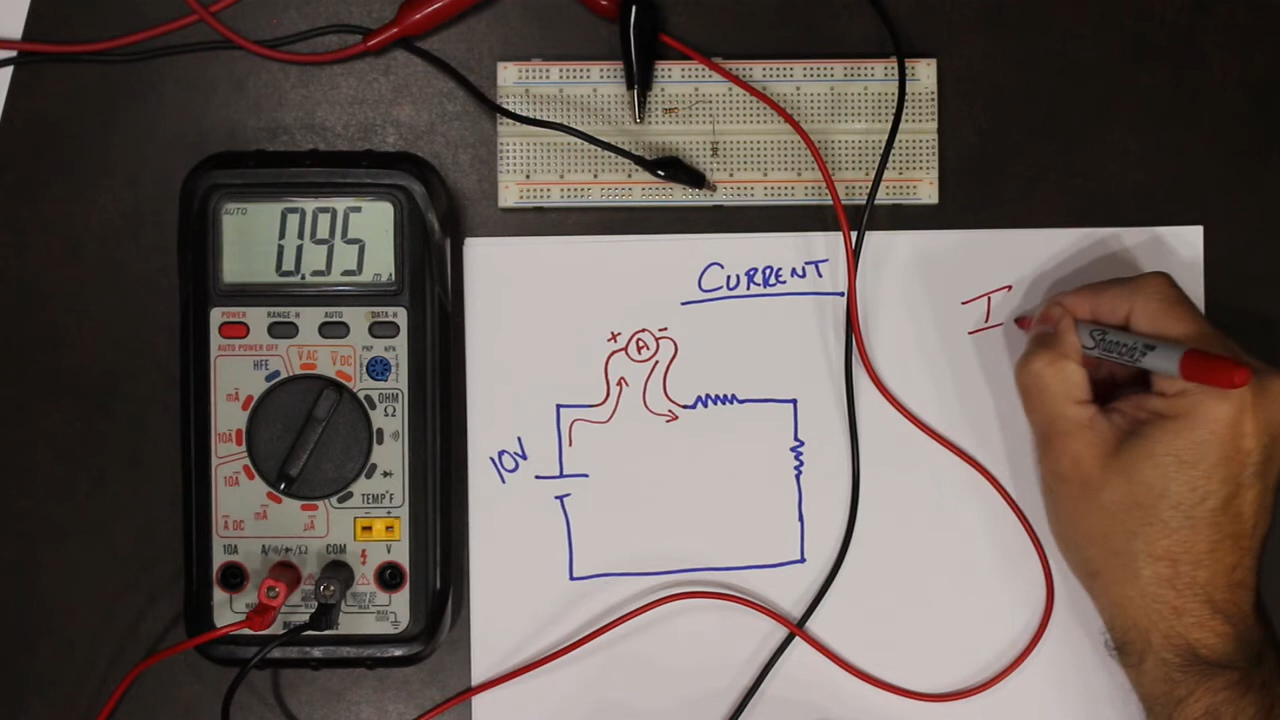 AUTO
0.95
mA
POWER RANGE-H AUTO DATA-H
AUTO POWER OFF
PNP NPN
HFE
V AC
V DC
mA
OHM
Ω
10A
10A
TEMP°F
mA
A DC
µA
- +
10A
COM
V
CURRENT
+ A -
10V
I
Sharpie